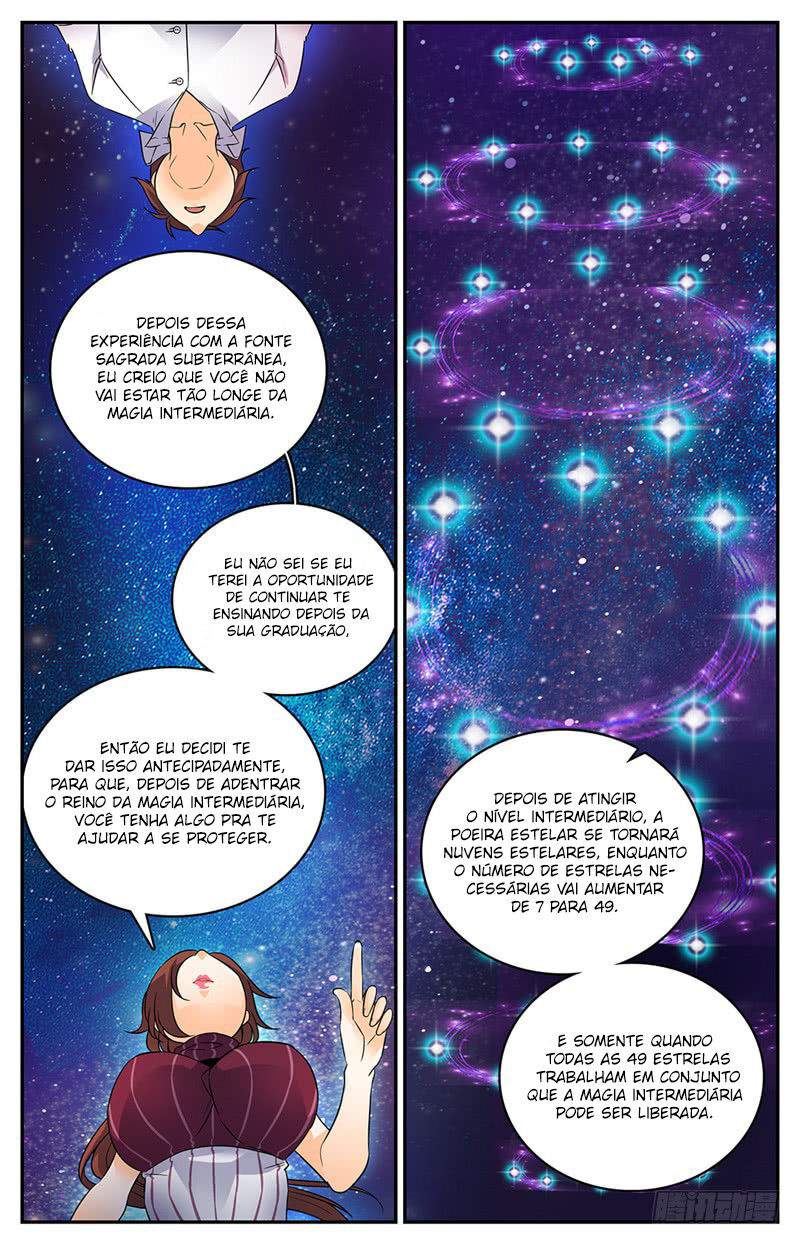 DEPOIS DESSA
EXPERIÊNCIA COM A FONTE
SAGRADA SUBTERRÂNEA,
EU CREIO QUE VOCÊ NÃO
VAI ESTAR TÃO LONGE DA
MAGIA INTERMEDIÁRIA.
EU NÃO SEI SE EU
TEREI A OPORTUNIDADE
DE CONTINUAR TE
ENSINANDO DEPOIS DA
SUA GRADUAÇÃO,
ENTÃO EU DECIDI TE
DAR ISSO ANTECIPADAMENTE,
PARA QUE, DEPOIS DE ADENTRAR
O REINO DA MAGIA INTERMEDIÁRIA,
VOCÊ TENHA ALGO PRA TE
AJUDAR A SE PROTEGER.
DEPOIS DE ATINGIR
O NÍVEL INTERMEDIÁRIO, A
POEIRA ESTELAR SE TORNARÁ
NUVENS ESTELARES, ENQUANTO
O NÚMERO DE ESTRELAS NE-
CESSÁRIAS VAI AUMENTAR
DE 7 PARA 49.
E SOMENTE QUANDO
TODAS AS 49 ESTRELAS
TRABALHAM EM CONJUNTO
QUE A MAGIA INTERMEDIÁRIA
PODE SER LIBERADA.
腾讯动漫